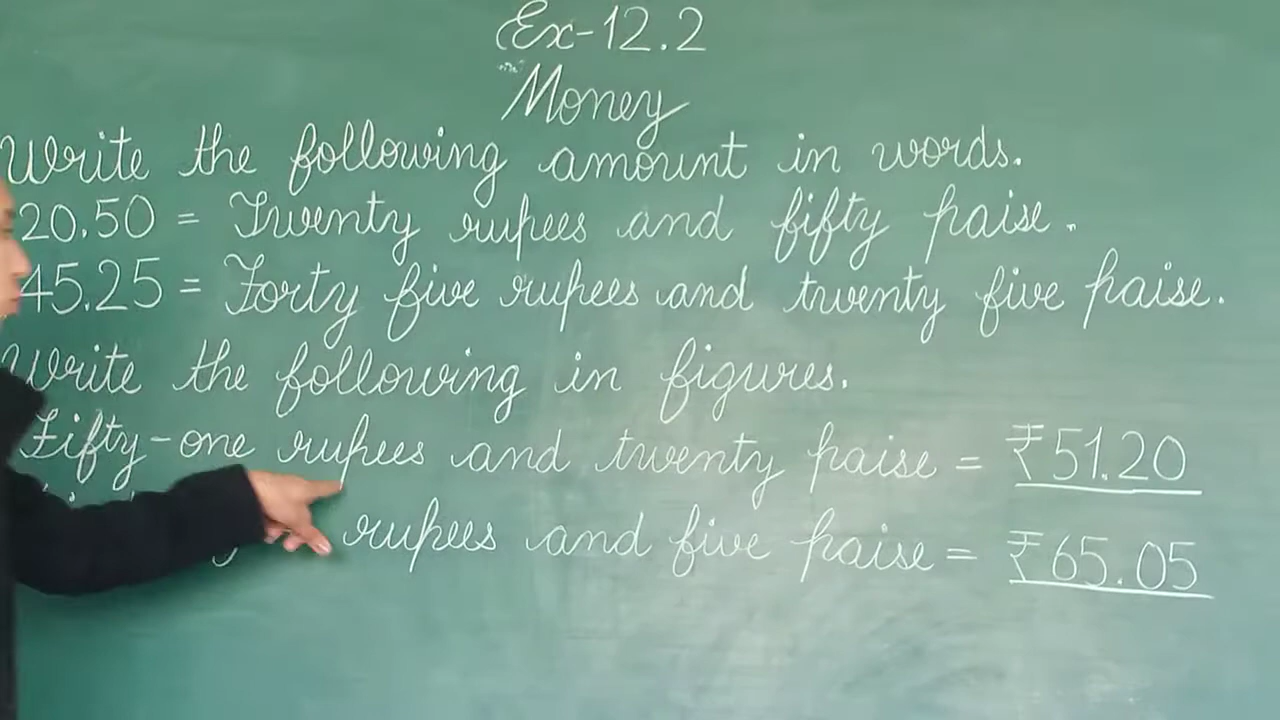 Ex-12.2
Money
Write the following amount in words.
20.50 = Twenty rupees and fifty paise.
45.25 = Forty five rupees and twenty five paise.
Write the following in figures.
Fifty-one rupees and twenty paise = ₹51.20
rupees and five paise = ₹65.05